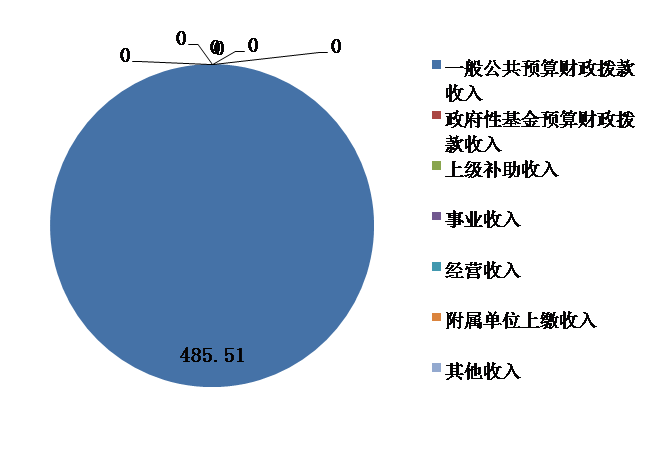 0
0
0
0
0
0
485.51
一般公共预算财政拨款
收入
政府性基金预算财政拨
款收入
上级补助收入
事业收入
经营收入
附属单位上缴收入
其他收入